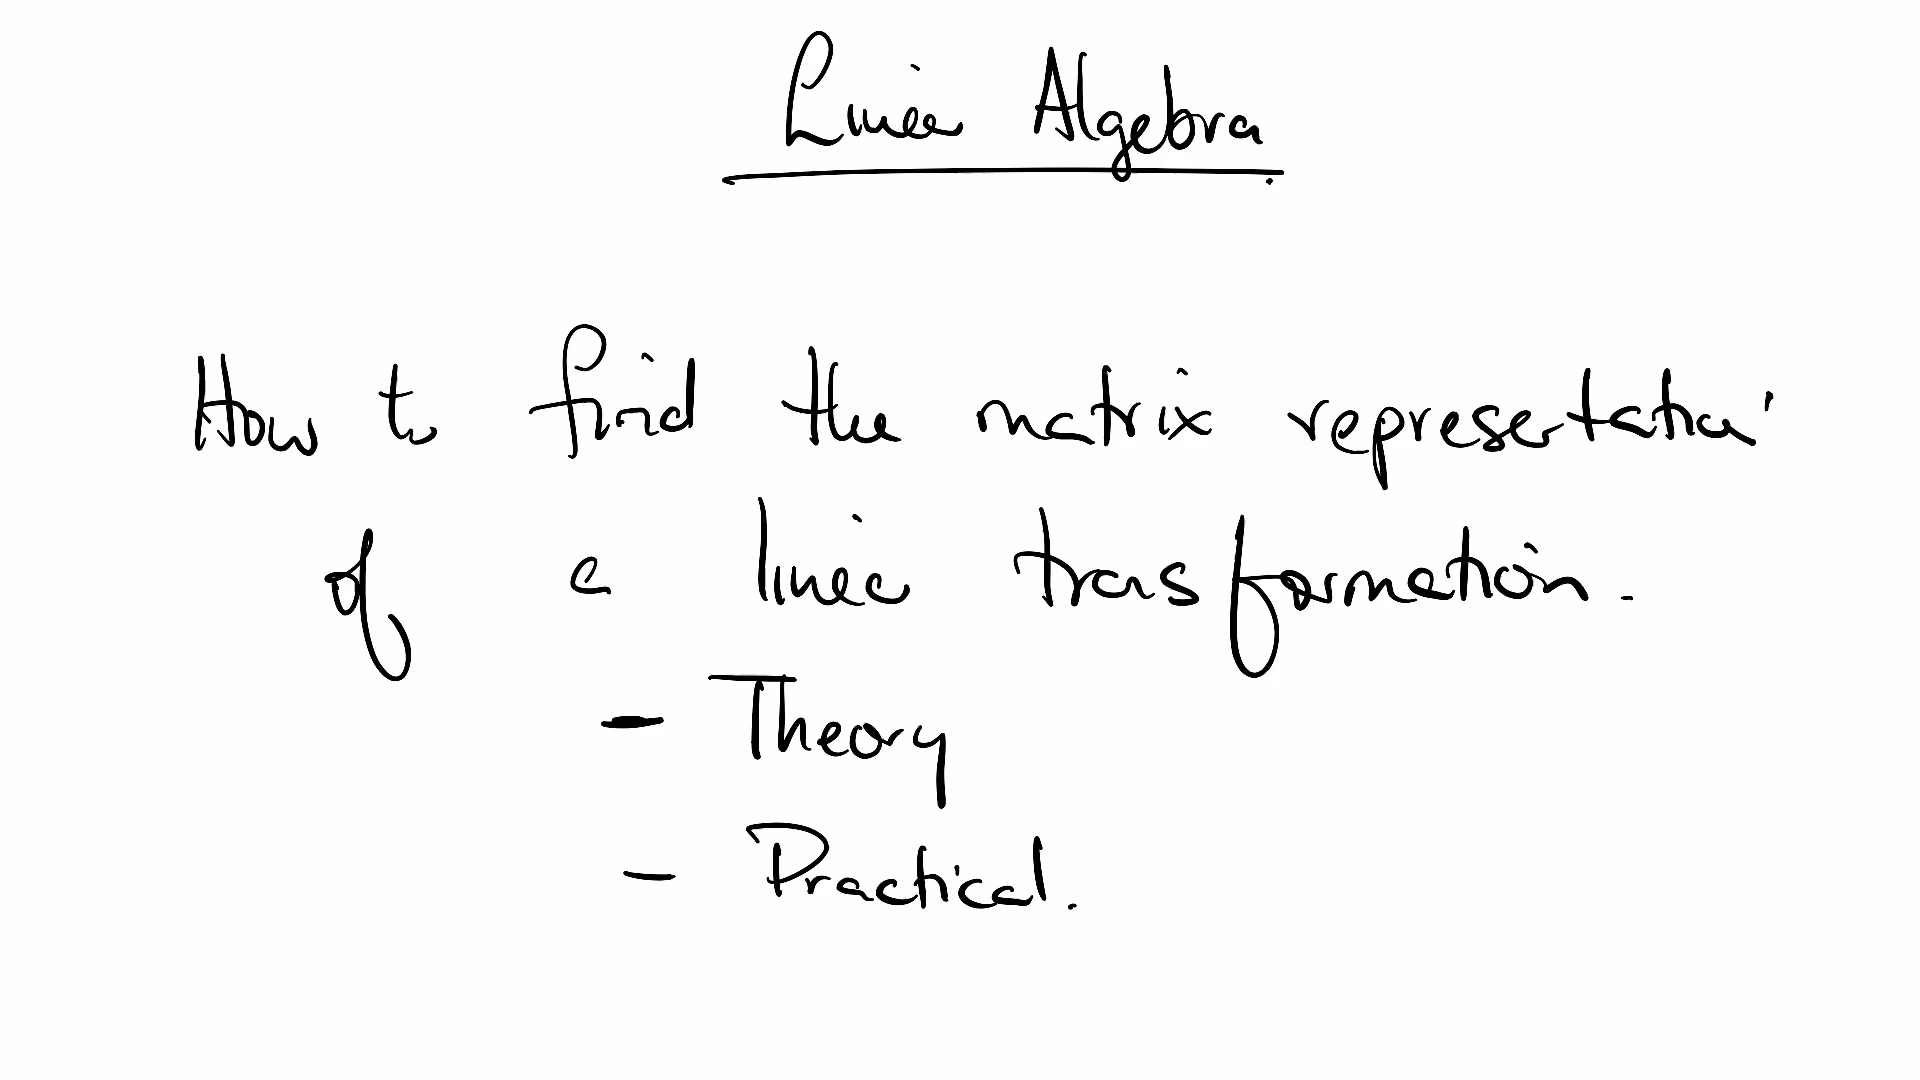 Linear Algebra
How to find the matrix representation
of a linear transformation.
- Theory
- Practical.